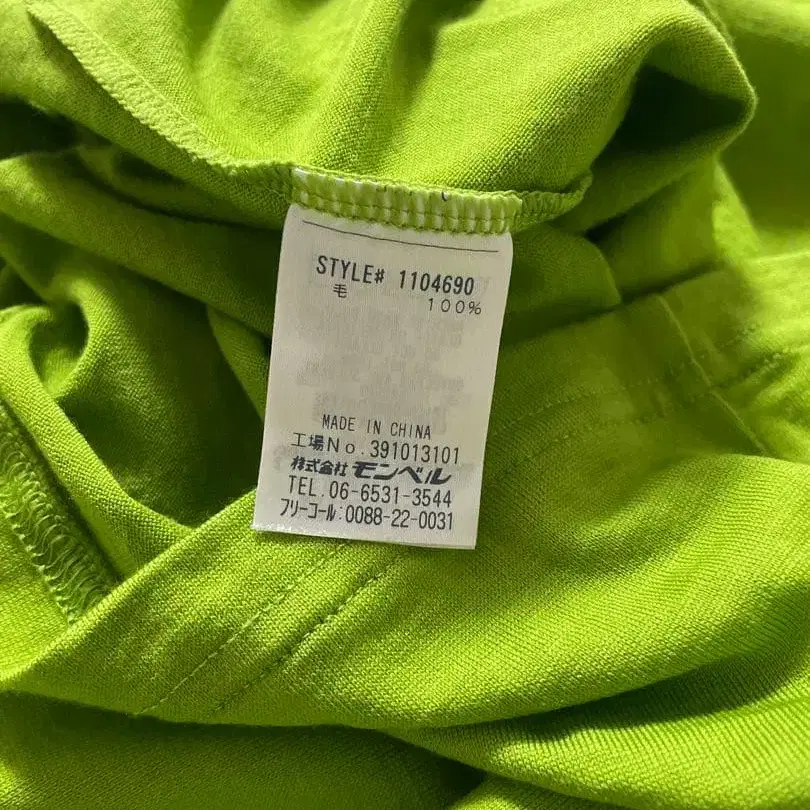 STYLE# 1104690
毛 100%
MADE IN CHINA
工場No.391013101
株式会社 モンベル
TEL.06-6531-3544
フリーコール:0088-22-0031